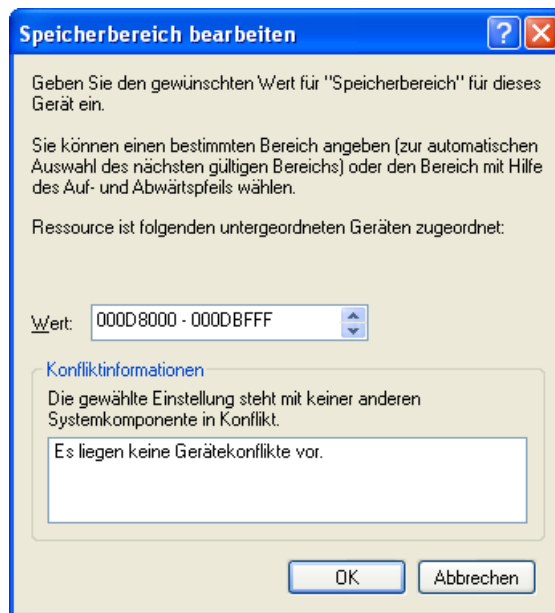 Speicherbereich bearbeiten
Geben Sie den gewünschten Wert für "Speicherbereich" für dieses
Gerät ein.
Sie können einen bestimmten Bereich angeben (zur automatischen
Auswahl des nächsten gültigen Bereichs) oder den Bereich mit Hilfe
des Auf- und Abwärtspfeils wählen.
Ressource ist folgenden untergeordneten Geräten zugeordnet:
Wert: 000D8000 - 000DBFFF
Konfliktinformationen
Die gewählte Einstellung steht mit keiner anderen
Systemkomponente in Konflikt.
Es liegen keine Gerätekonflikte vor.
OK Abbrechen